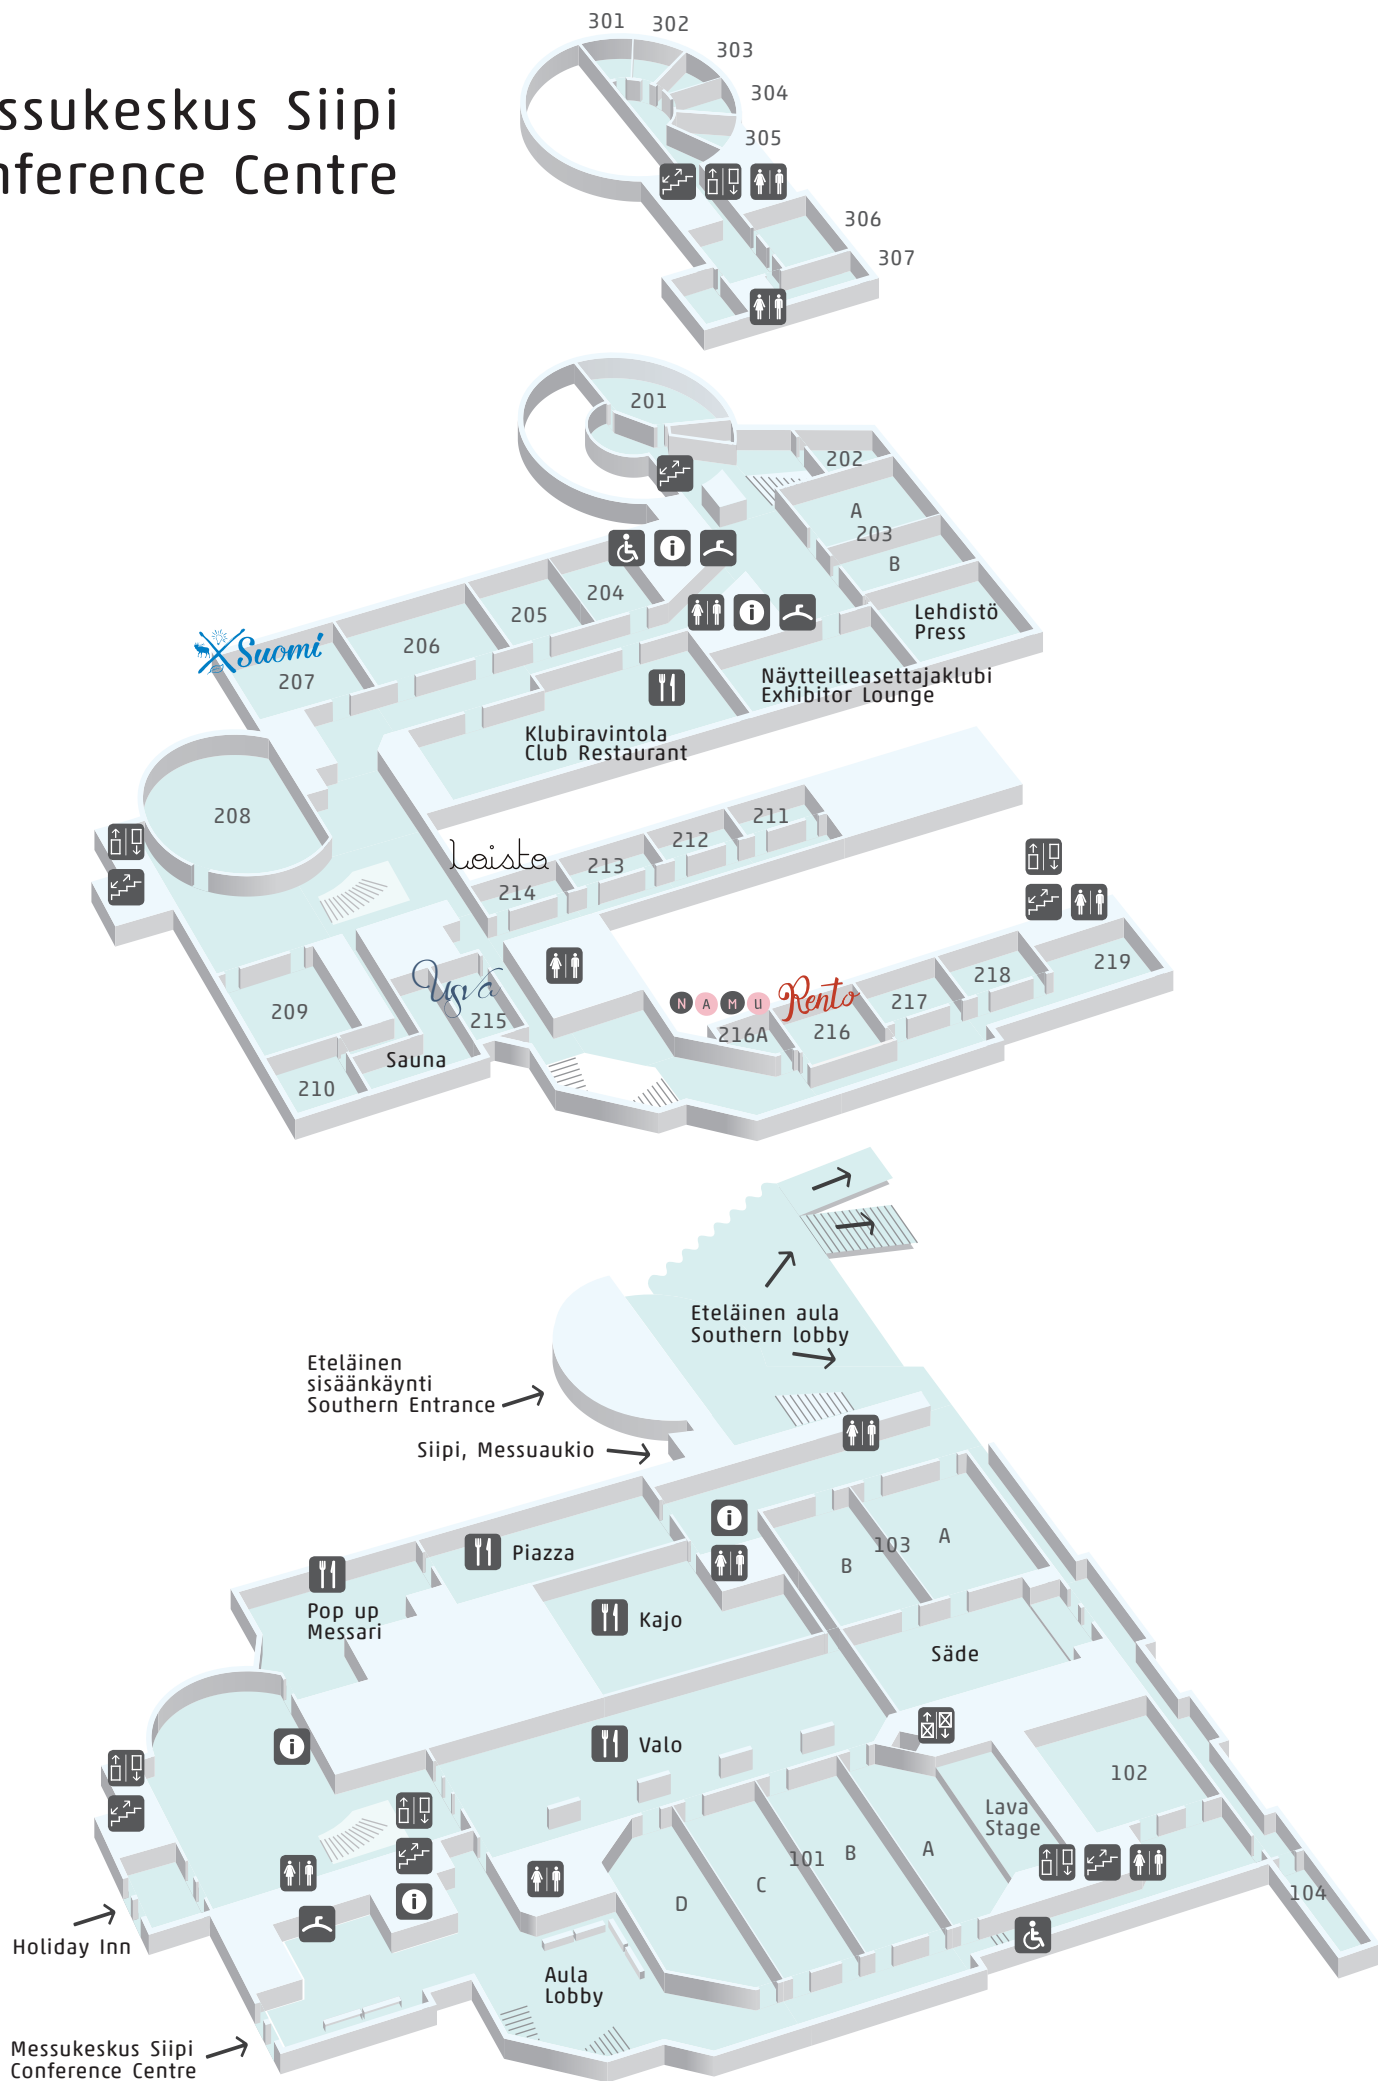 ssukeskus Siipi
nference Centre
301
302
303
304
305
306
307
201
202
A
203
B
204
205
206
Suomi
207
Lehdistö
Press
Näytteilleasettajaklubi
Exhibitor Lounge
Klubiravintola
Club Restaurant
208
211
212
213
Loisto
214
209
210
Sauna
215
NAMU
Rento
216A
216
217
218
219
Eteläinen aula
Southern lobby
Eteläinen
sisäänkäynti
Southern Entrance
Siipi, Messuaukio
Piazza
Pop up
Messari
Kajo
B
103
A
Säde
Valo
102
Lava
Stage
D
C
101
B
A
104
Holiday Inn
Aula
Lobby
Messukeskus Siipi
Conference Centre